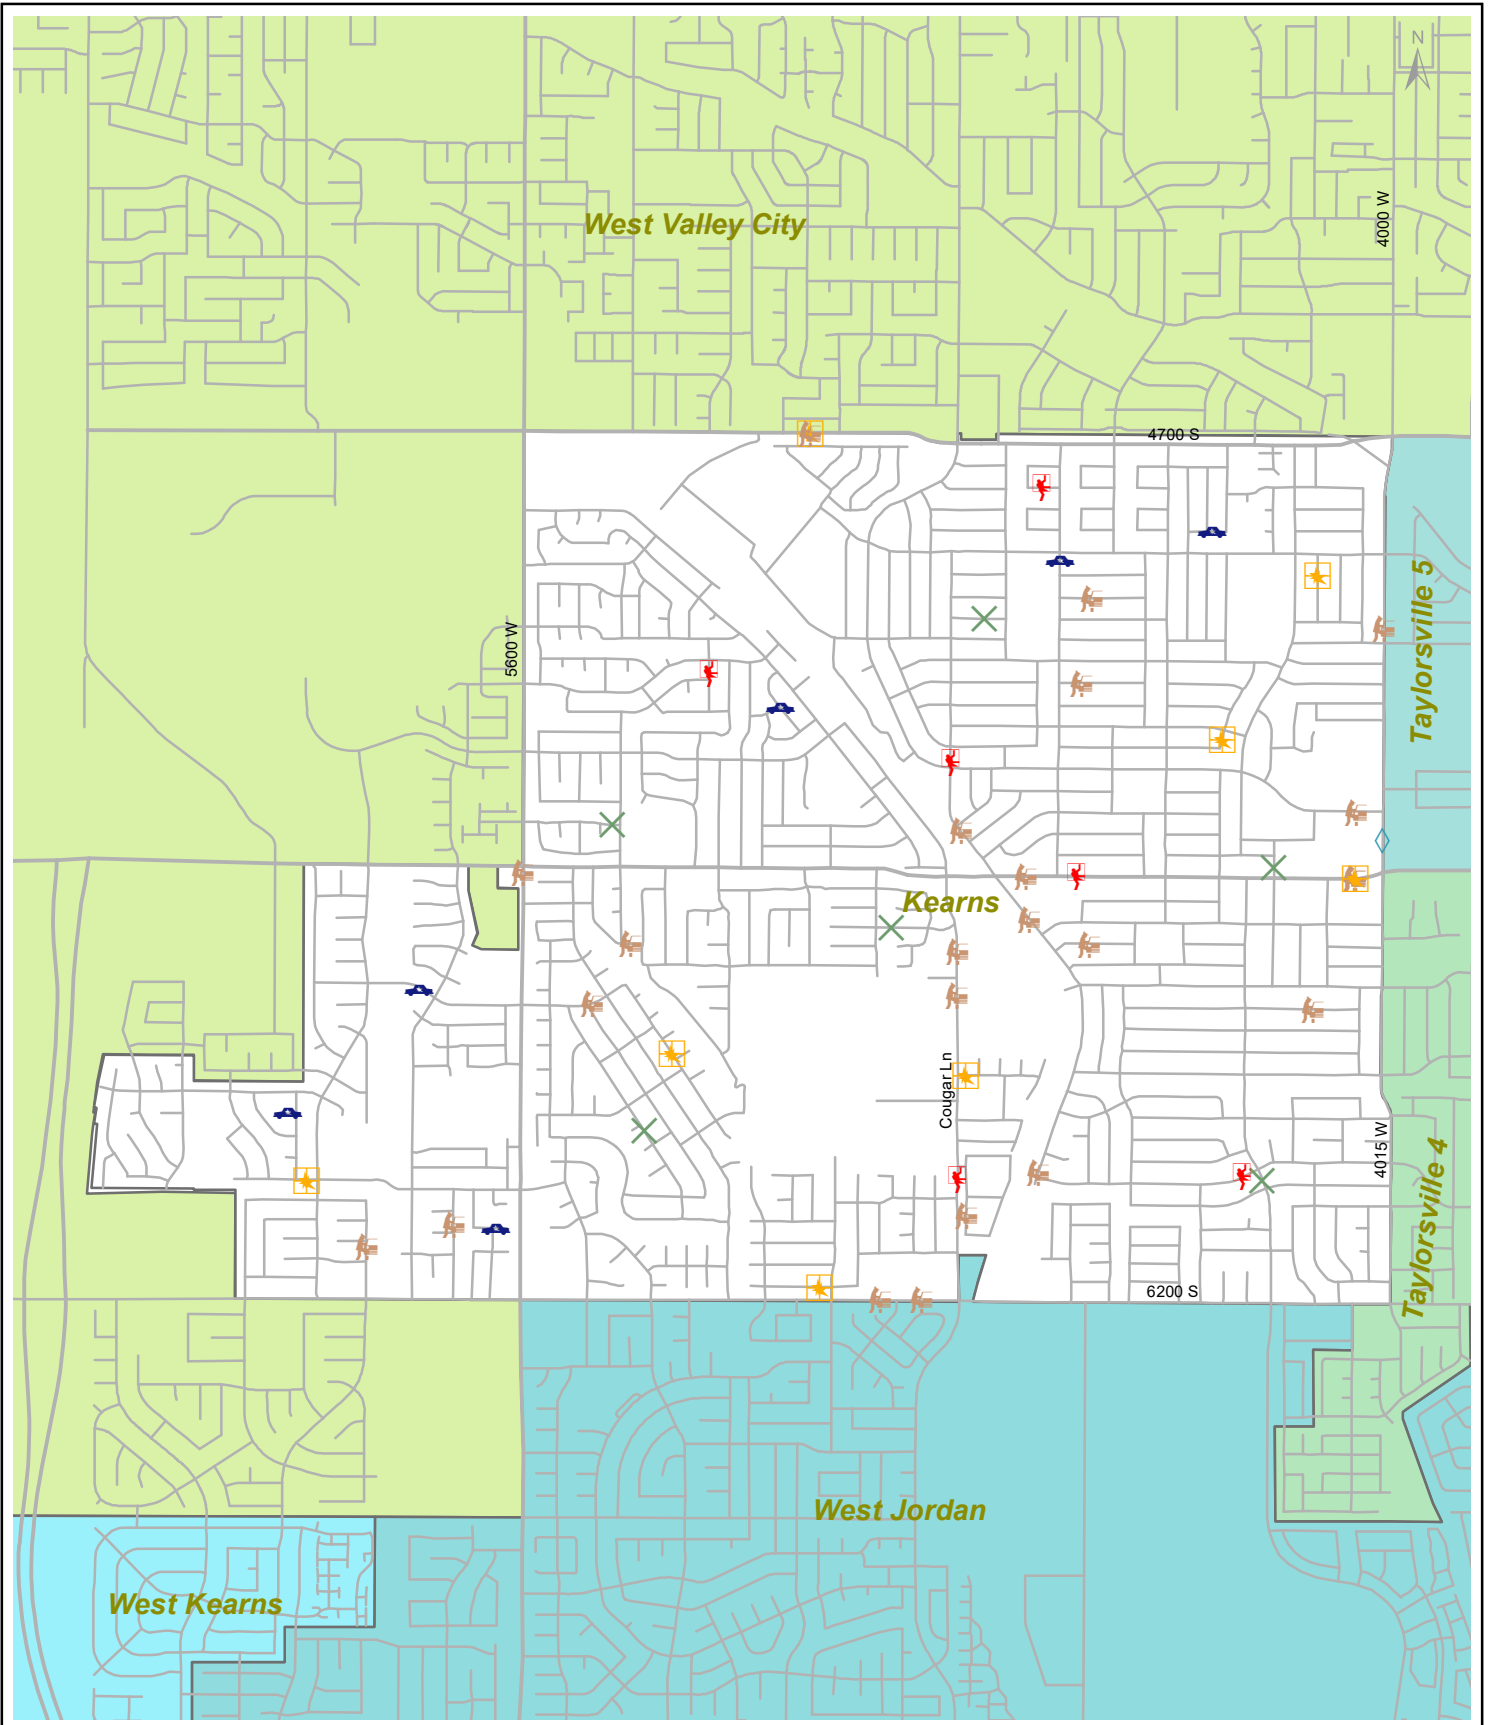 N
West Valley City
4000 W
4700 S
Taylorsville 5
5600 W
Kearns
Cougar Ln
4015 W
Taylorsville 4
6200 S
West Jordan
West Kearns